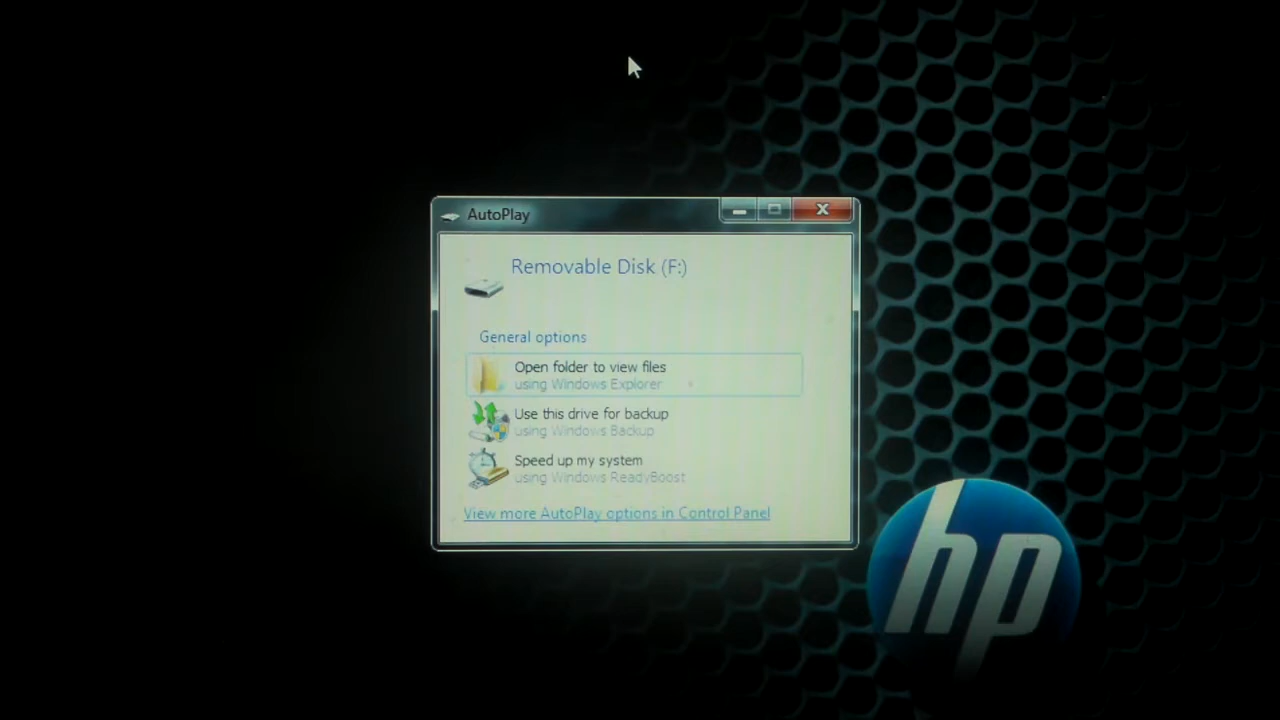 AutoPlay
Removable Disk (F:)
General options
Open folder to view files
using Windows Explorer
Use this drive for backup
using Windows Backup
Speed up my system
using Windows ReadyBoost
View more AutoPlay options in Control Panel
hp